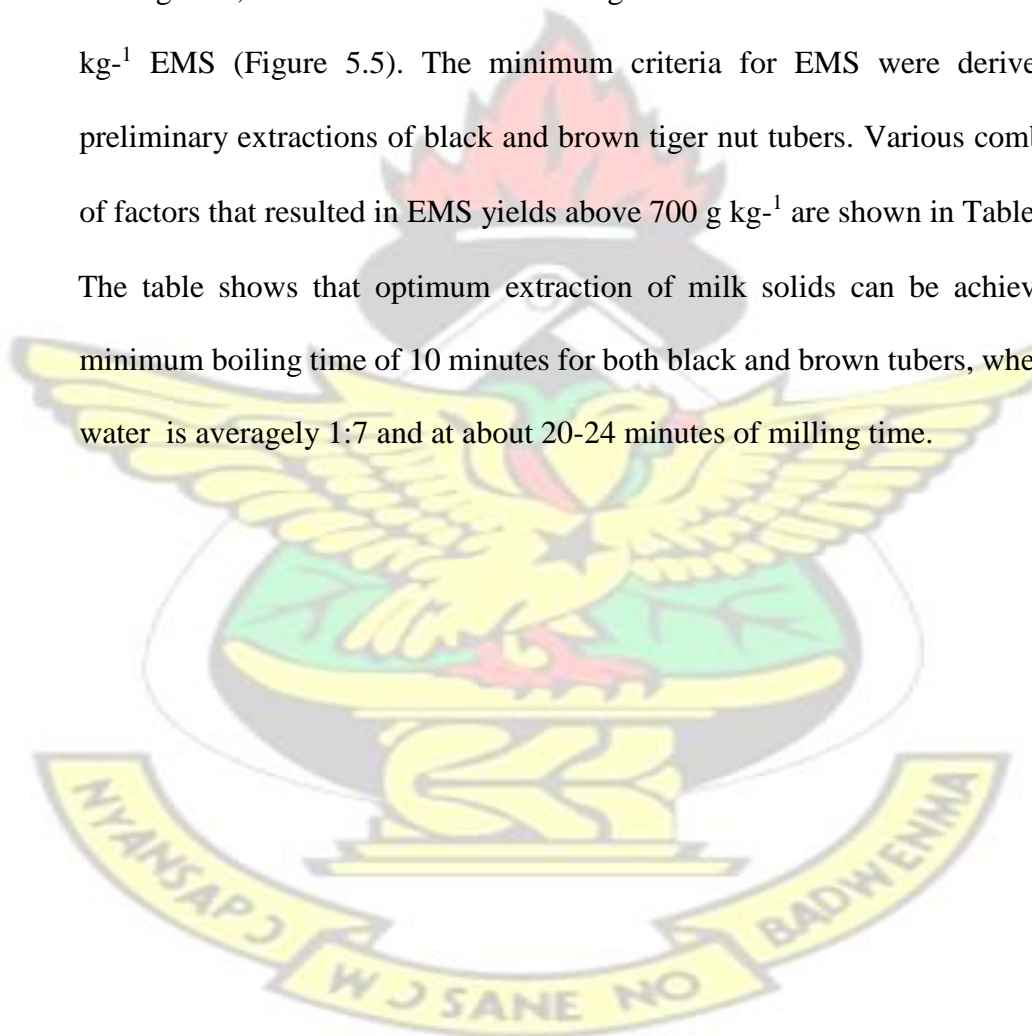 kg-¹ EMS (Figure 5.5). The minimum criteria for EMS were derive
preliminary extractions of black and brown tiger nut tubers. Various comb
of factors that resulted in EMS yields above 700 g kg-¹ are shown in Table
The table shows that optimum extraction of milk solids can be achiev
minimum boiling time of 10 minutes for both black and brown tubers, whe
water is averagely 1:7 and at about 20-24 minutes of milling time.
NYANSAPƆ
WƆSANE NO
BADWENMA